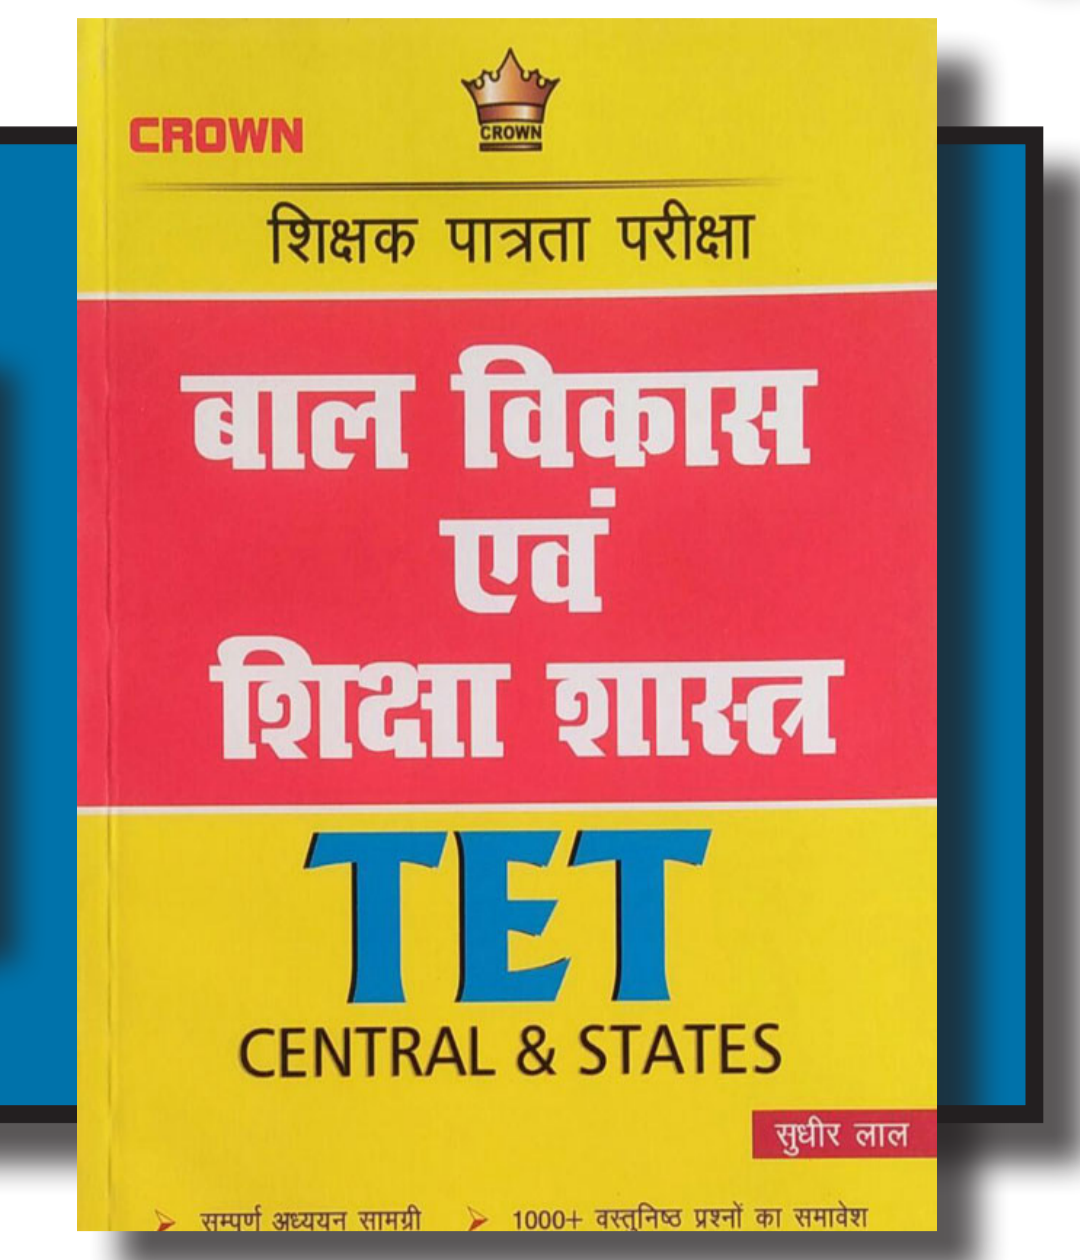 CROWN
CROWN
शिक्षक पात्रता परीक्षा
बाल विकास
एवं
शिक्षा शास्त्र
TET
CENTRAL & STATES
सुधीर लाल
सम्पूर्ण अध्ययन सामग्री
1000+ वस्तुनिष्ठ प्रश्नों का समावेश